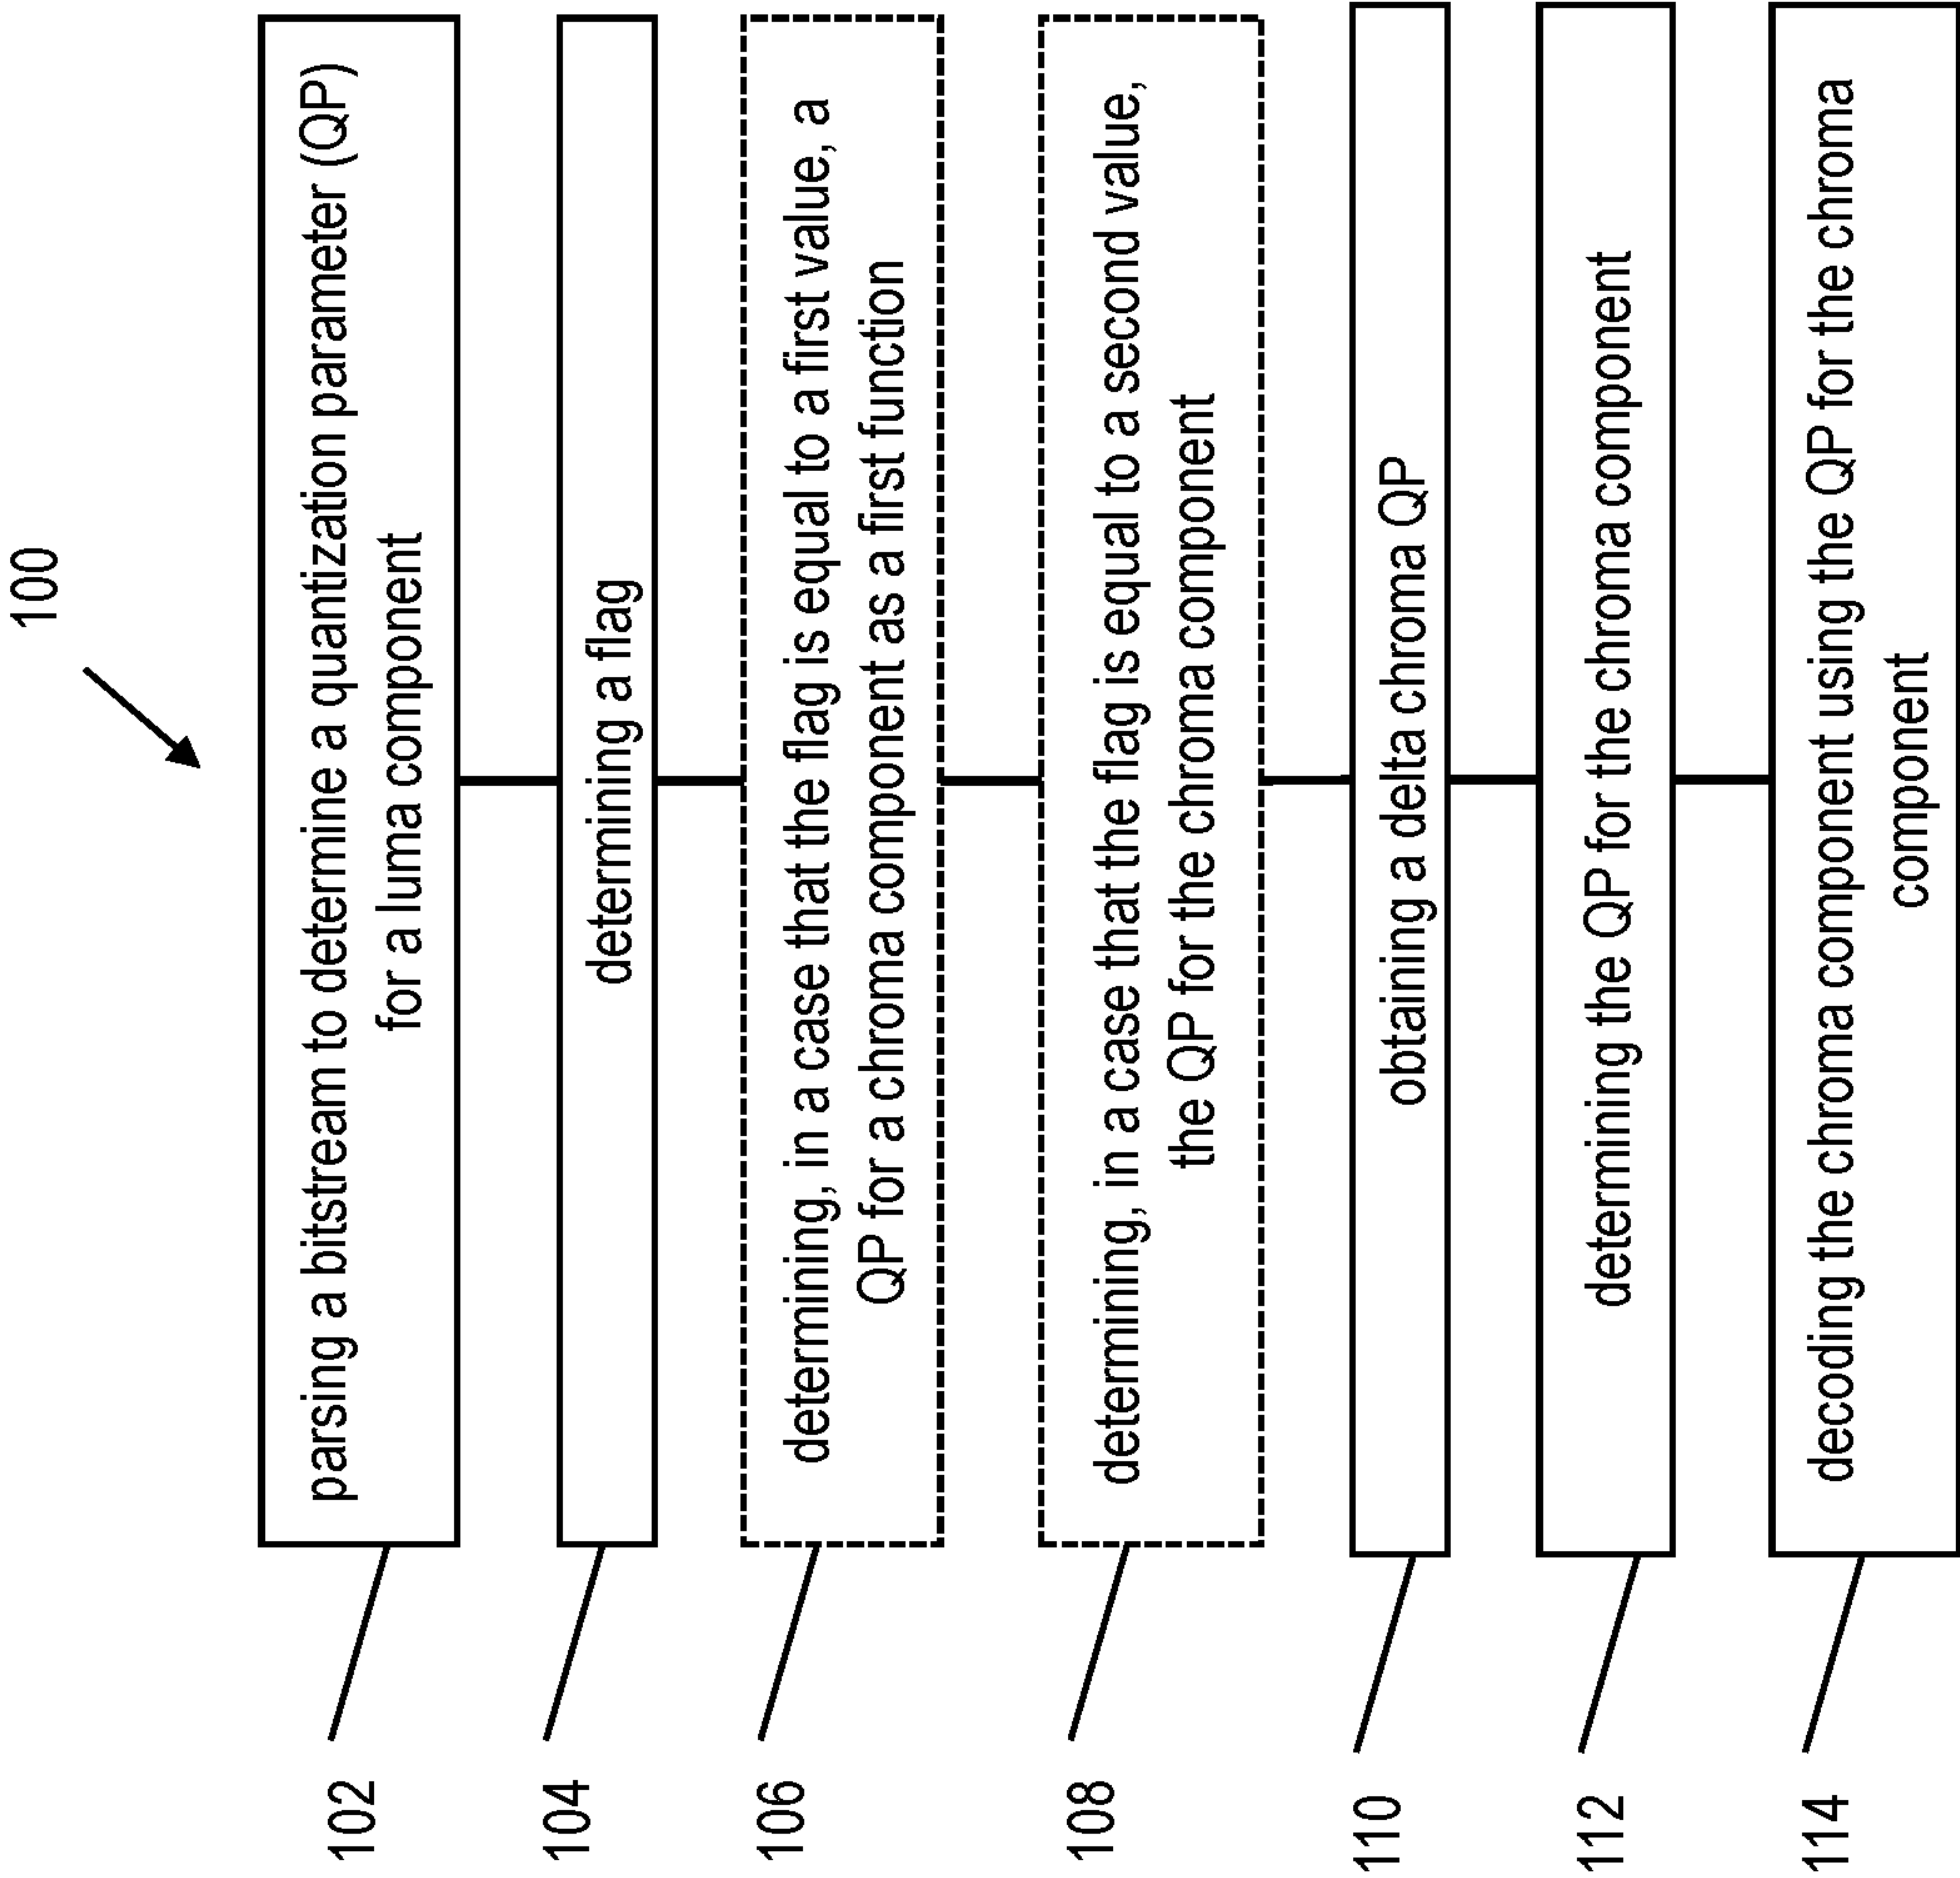 100
102
parsing a bitstream to determine a quantization parameter (QP)
for a luma component
104
determining a flag
106
determining, in a case that the flag is equal to a first value, a
QP for a chroma component as a first function
108
determining, in a case that the flag is equal to a second value,
the QP for the chroma component
110
obtaining a delta chroma QP
112
determining the QP for the chroma component
114
decoding the chroma component using the QP for the chroma
component